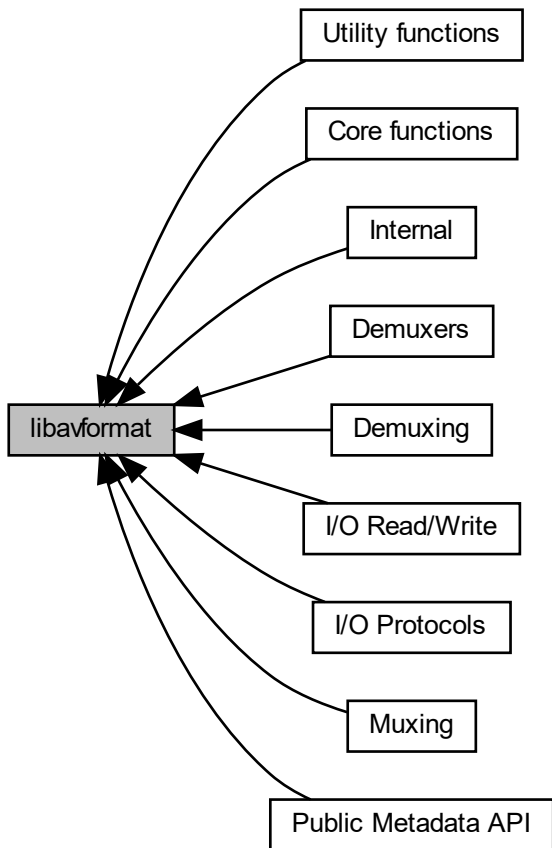 Utility functions
Core functions
Internal
Demuxers
libavformat
Demuxing
I/O Read/Write
I/O Protocols
Muxing
Public Metadata API